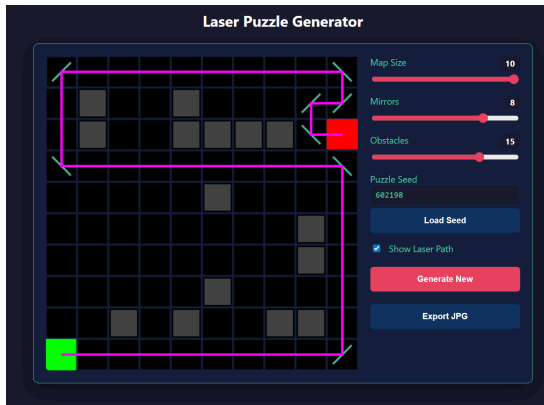 Laser Puzzle Generator
Map Size 10
Mirrors 8
Obstacles 15
Puzzle Seed
602198
Load Seed
Show Laser Path
Generate New
Export JPG